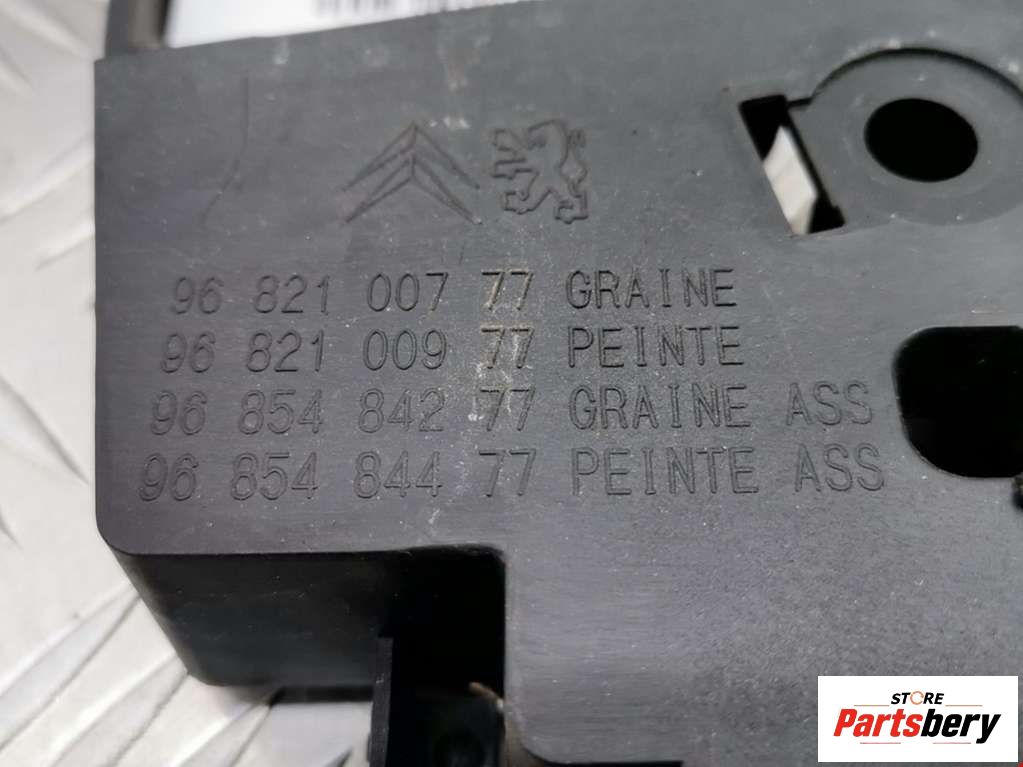 96 821 007 77 GRAINE
96 821 009 77 PEINTE
96 854 842 77 GRAINE ASS
96 854 844 77 PEINTE ASS
STORE
Partsbery